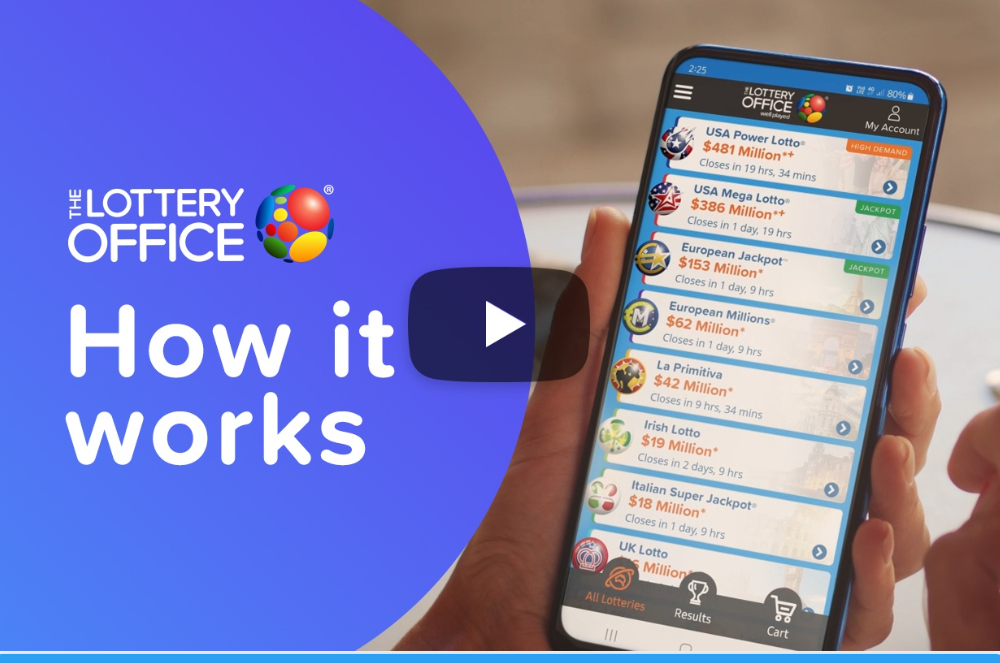 THE LOTTERY
OFFICE ®
How it
works
2:25
80%
THE LOTTERY
OFFICE
well played
My Account
USA Power Lotto®
HIGH DEMAND
$481 Million*+
Closes in 19 hrs, 34 mins
USA Mega Lotto®
JACKPOT
$386 Million*+
Closes in 1 day, 19 hrs
European Jackpot™
JACKPOT
$153 Million*
Closes in 1 day, 9 hrs
European Millions®
$62 Million*
Closes in 1 day, 9 hrs
La Primitiva
$42 Million*
Closes in 9 hrs, 34 mins
Irish Lotto
$19 Million*
Closes in 2 days, 9 hrs
Italian Super Jackpot®
$18 Million*
Closes in 1 day, 9 hrs
UK Lotto
Million*
All Lotteries
Results
Cart